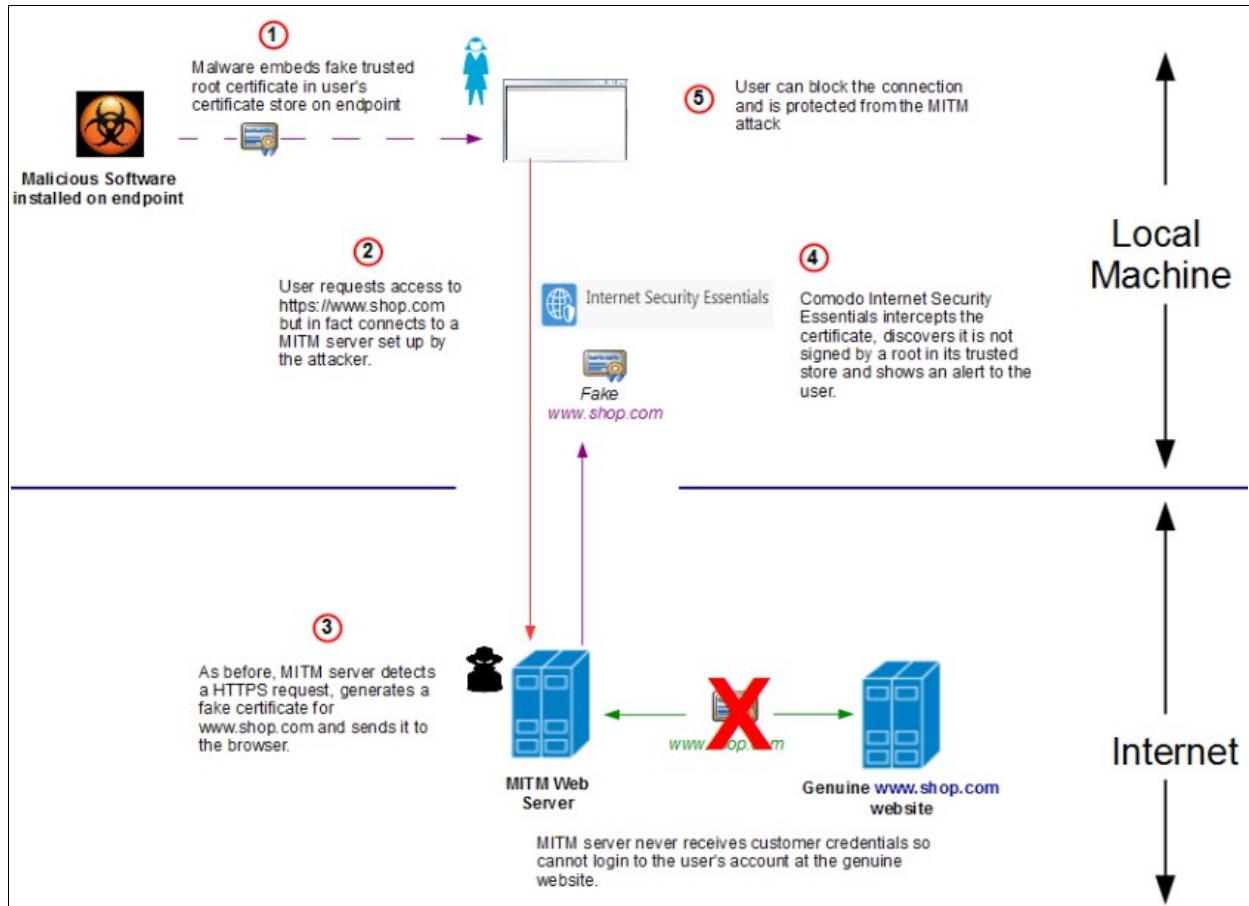 1
Malware embeds fake trusted
root certificate in user's
certificate store on endpoint
Malicious Software
installed on endpoint
5
User can block the connection
and is protected from the MITM
attack
2
User requests access to
https://www.shop.com
but in fact connects to a
MITM server set up by
the attacker.
Internet Security Essentials
Fake
www.shop.com
4
Comodo Internet Security
Essentials intercepts the
certificate, discovers it is not
signed by a root in its trusted
store and shows an alert to the
user.
Local
Machine
3
As before, MITM server detects
a HTTPS request, generates a
fake certificate for
www.shop.com and sends it to
the browser.
MITM Web
Server
X
www.shop.com
Genuine www.shop.com
website
Internet
MITM server never receives customer credentials so
cannot login to the user's account at the genuine
website.